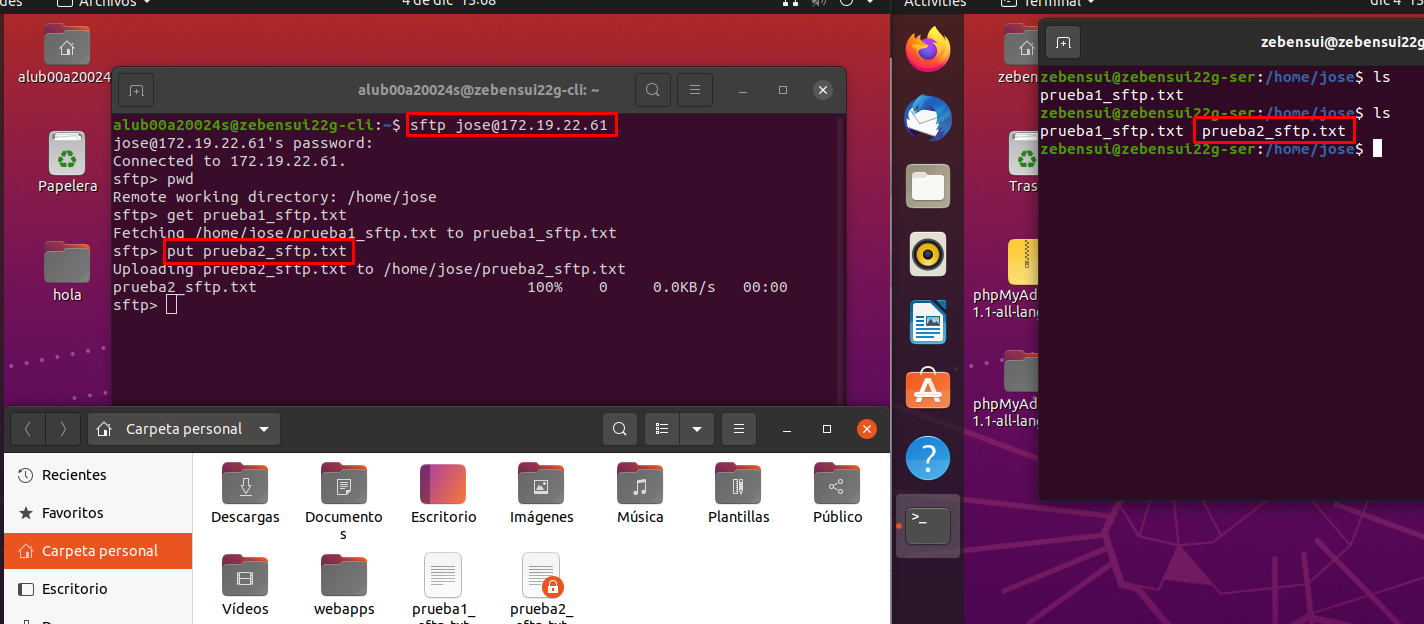 Archivos
4 de dic 13:08
alub00a20024
Papelera
hola
alub00a20024s@zebensui22g-cli: ~
alub00a20024s@zebensui22g-cli:~$ sftp jose@172.19.22.61
jose@172.19.22.61's password:
Connected to 172.19.22.61.
sftp> pwd
Remote working directory: /home/jose
sftp> get prueba1_sftp.txt
Fetching /home/jose/prueba1_sftp.txt to prueba1_sftp.txt
sftp> put prueba2_sftp.txt
Uploading prueba2_sftp.txt to /home/jose/prueba2_sftp.txt
prueba2_sftp.txt 100% 0 0.0KB/s 00:00
sftp>
Carpeta personal
Recientes
Favoritos
Carpeta personal
Escritorio
Descargas
Documento
s
Escritorio
Imágenes
Música
Plantillas
Público
Vídeos
webapps
prueba1_
sftp.txt
prueba2_
sftp.txt
Activities
Terminal
dic 4
zeben
Tras
phpMyAd
1.1-all-lang
phpMyAd
1.1-all-lang
zebensui@zebensui22g
zebensui@zebensui22g-ser:/home/jose$ ls
prueba1_sftp.txt
zebensui@zebensui22g-ser:/home/jose$ ls
prueba1_sftp.txt prueba2_sftp.txt
zebensui@zebensui22g-ser:/home/jose$